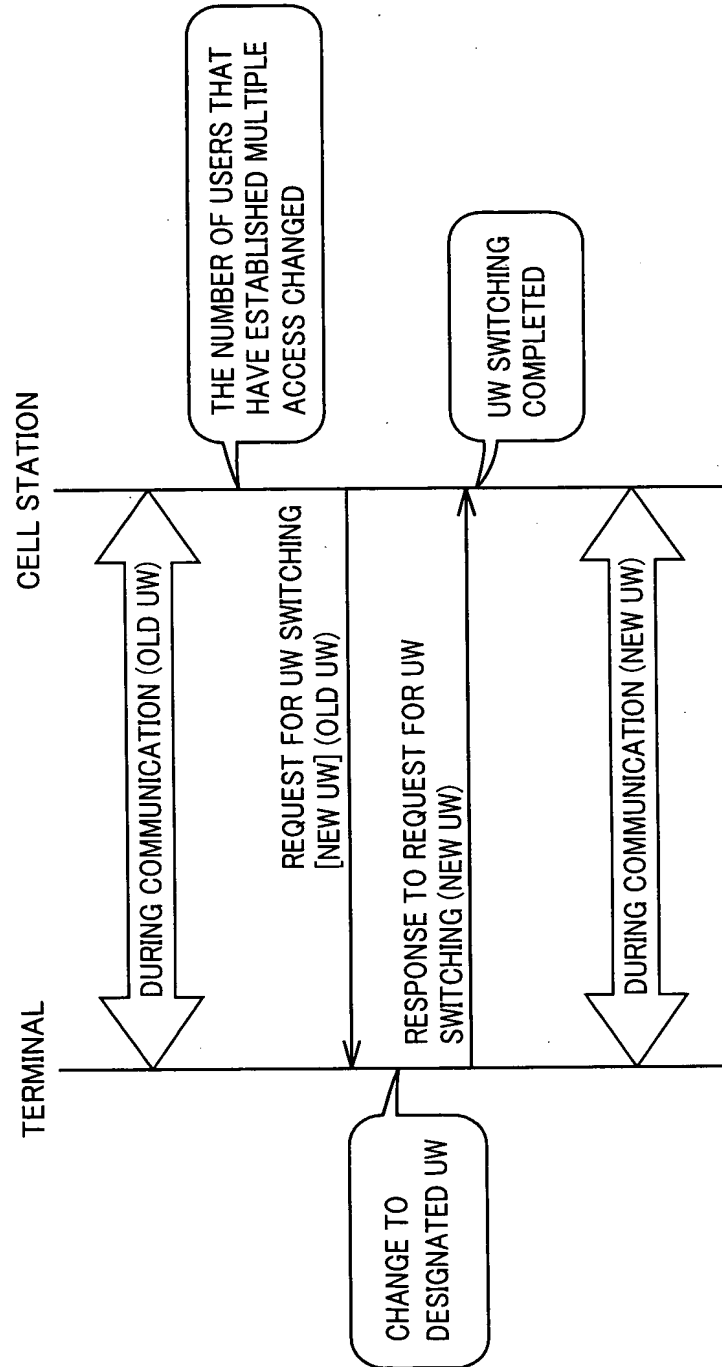 TERMINAL
CELL STATION
DURING COMMUNICATION (OLD UW)
THE NUMBER OF USERS THAT
HAVE ESTABLISHED MULTIPLE
ACCESS CHANGED
REQUEST FOR UW SWITCHING
[NEW UW] (OLD UW)
CHANGE TO
DESIGNATED UW
RESPONSE TO REQUEST FOR UW
SWITCHING (NEW UW)
UW SWITCHING
COMPLETED
DURING COMMUNICATION (NEW UW)